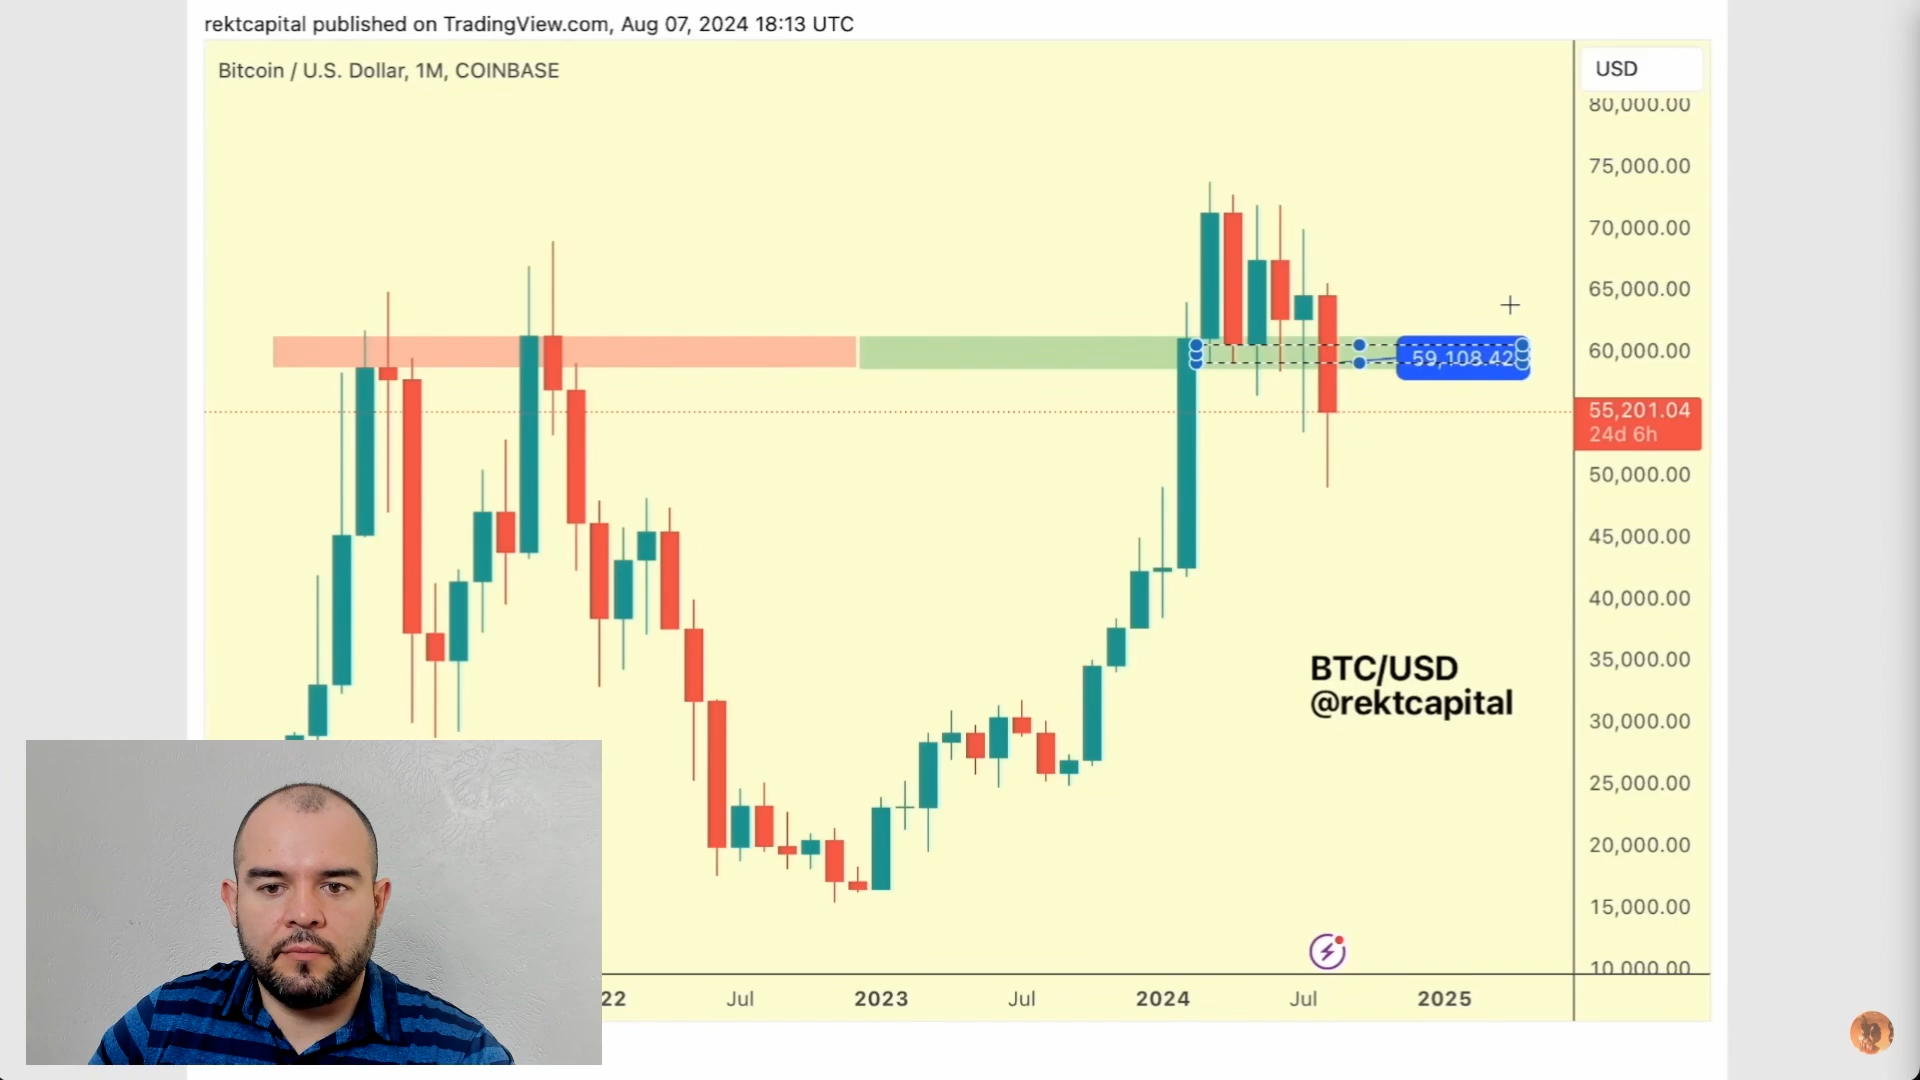 rektcapital published on TradingView.com, Aug 07, 2024 18:13 UTC
Bitcoin / U.S. Dollar, 1M, COINBASE
USD
80,000.00
75,000.00
70,000.00
65,000.00
60,000.00
59,108.42
55,201.04
24d 6h
50,000.00
45,000.00
40,000.00
35,000.00
BTC/USD
@rektcapital
30,000.00
25,000.00
20,000.00
15,000.00
10,000.00
22 Jul 2023 Jul 2024 Jul 2025